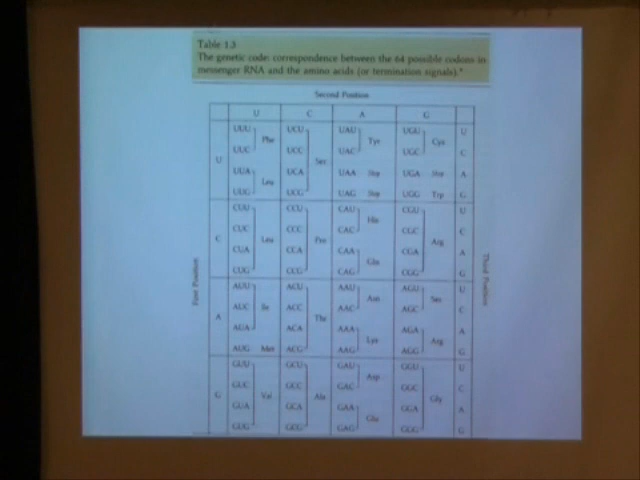 Table 1.3
The genetic code: correspondence between the 64 possible codons in
messenger RNA and the amino acids (or termination signals).*
Second Position
U C A G
UUU UCU UAU UGU U
Phe Tyr Cys
UUC UCC UAC UGC C
U Ser
UUA UCA UAA Stop UGA Stop A
Leu
UUG UCG UAG Stop UGG Trp G
CUU CCU CAU CGU U
His
CUC CCC CAC CGC C
C Leu Pro Arg
CUA CCA CAA CGA A
Gln
CUG CCG CAG CGG G
AUU ACU AAU AGU U
Asn Ser
AUC ACC AAC AGC C
A Ile Thr
AUA ACA AAA AGA A
Lys Arg
AUG Met ACG AAG AGG G
GUU GCU GAU GGU U
Asp
GUC GCC GAC GGC C
G Val Ala Gly
GUA GCA GAA GGA A
Glu
GUG GCG GAG GGG G
First Position
Third Position